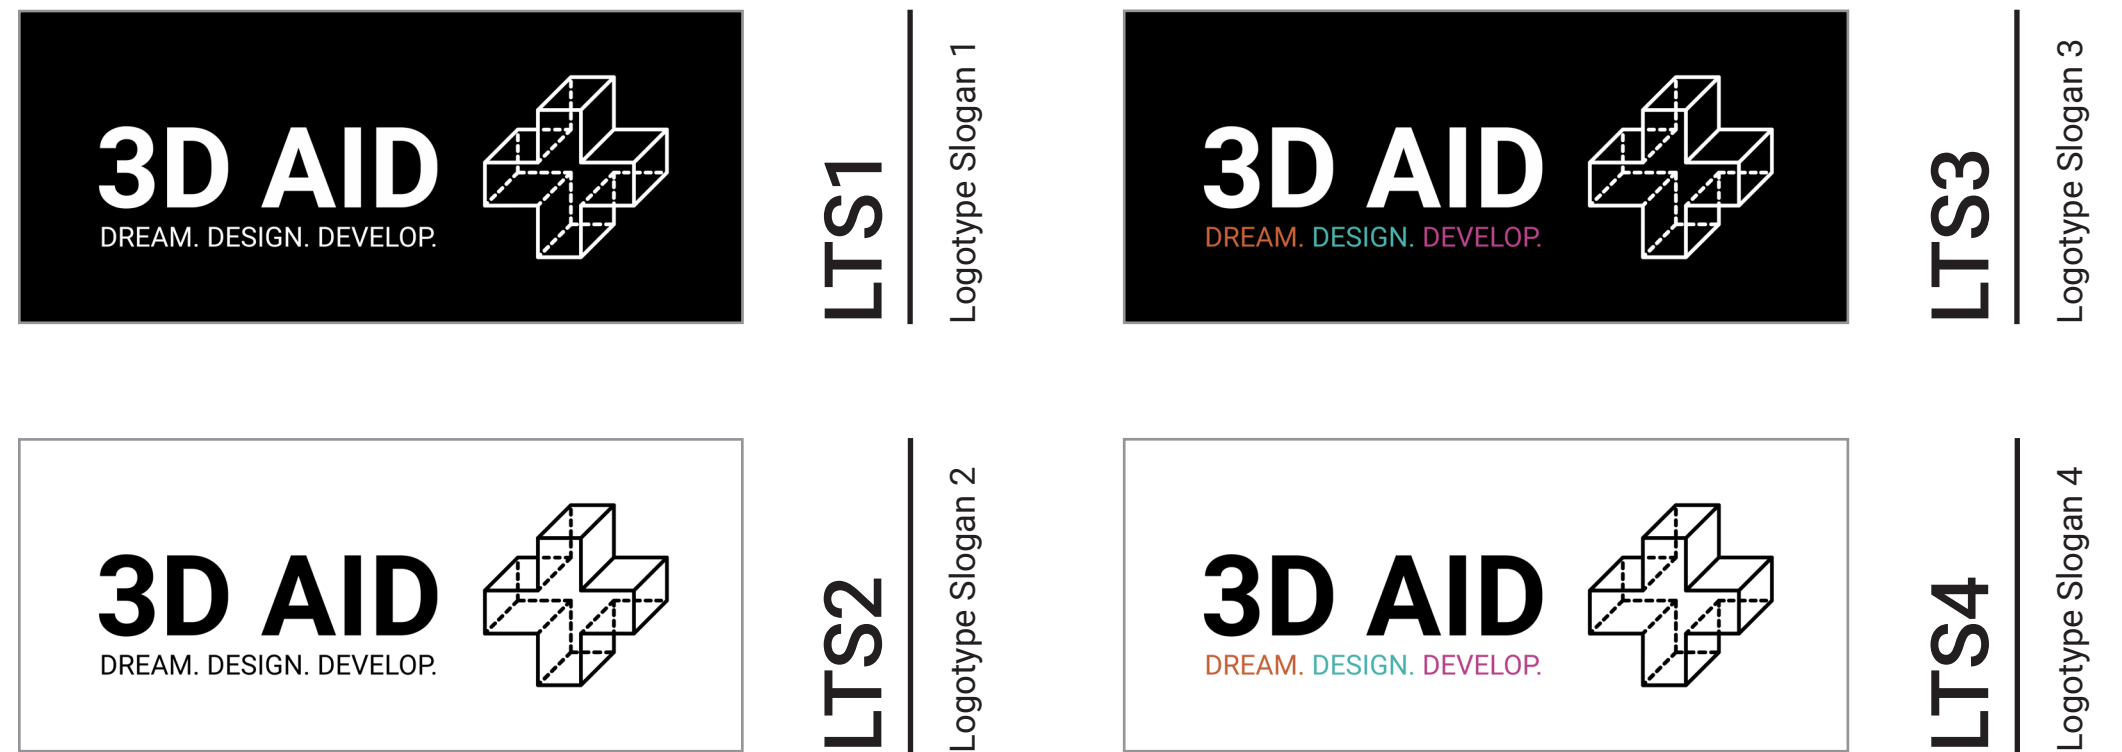 3D AID
DREAM. DESIGN. DEVELOP.
LTS1
Logotype Slogan 1
3D AID
DREAM. DESIGN. DEVELOP.
LTS3
Logotype Slogan 3
3D AID
DREAM. DESIGN. DEVELOP.
LTS2
Logotype Slogan 2
3D AID
DREAM. DESIGN. DEVELOP.
LTS4
Logotype Slogan 4